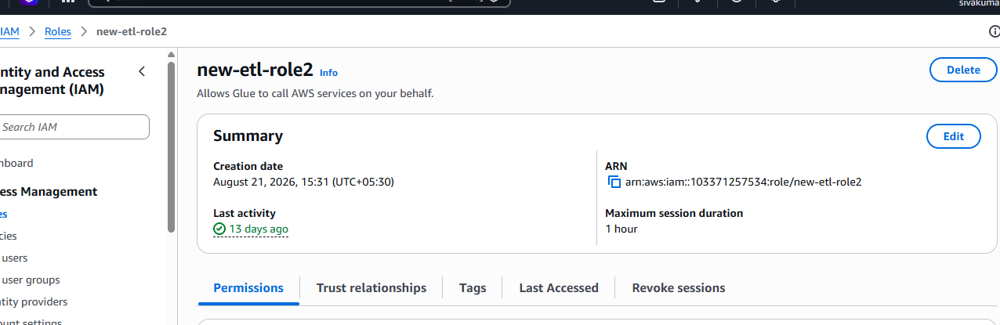 sivakuma
IAM > Roles > new-etl-role2
ntity and Access
nagement (IAM)
Search IAM
nboard
ess Management
es
cies
users
user groups
ntity providers
ount settings
new-etl-role2 Info
Delete
Allows Glue to call AWS services on your behalf.
Summary
Edit
Creation date
August 21, 2026, 15:31 (UTC+05:30)
Last activity
13 days ago
ARN
arn:aws:iam::103371257534:role/new-etl-role2
Maximum session duration
1 hour
Permissions
Trust relationships
Tags
Last Accessed
Revoke sessions